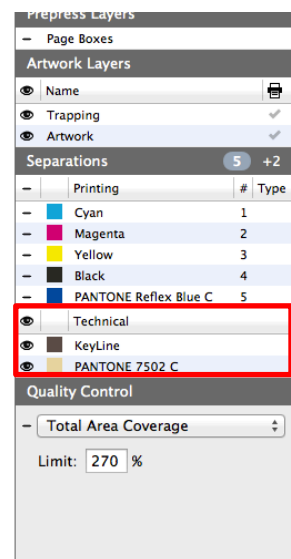 Prepress Layers
Page Boxes
Artwork Layers
Name
Trapping
Artwork
Separations 5 +2
Printing # Type
Cyan 1
Magenta 2
Yellow 3
Black 4
PANTONE Reflex Blue C 5
Technical
KeyLine
PANTONE 7502 C
Quality Control
Total Area Coverage
Limit: 270 %